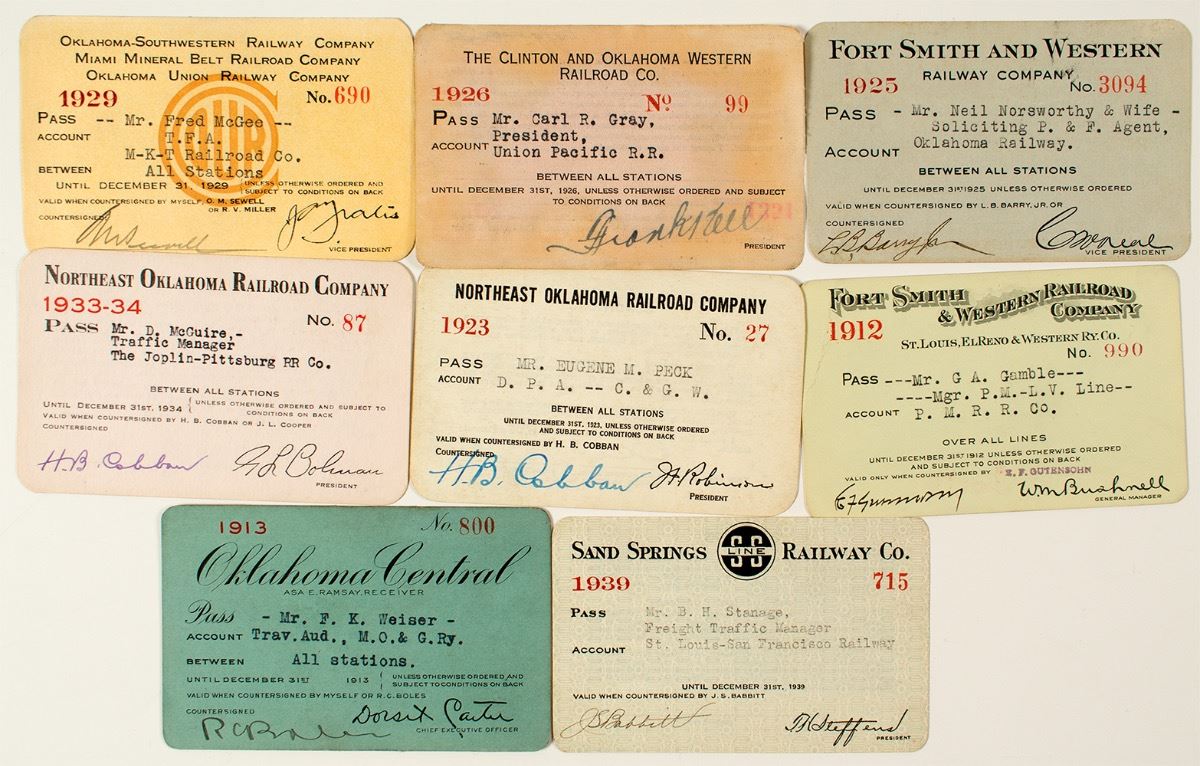 OKLAHOMA-SOUTHWESTERN RAILWAY COMPANY
MIAMI MINERAL BELT RAILROAD COMPANY
OKLAHOMA UNION RAILWAY COMPANY
1929 No. 690
PASS -- Mr. Fred McGee --
ACCOUNT T.F.A.
M-K-T Railroad Co.
BETWEEN All Stations
UNTIL DECEMBER 31, 1929 { UNLESS OTHERWISE ORDERED AND
SUBJECT TO CONDITIONS ON BACK
VALID WHEN COUNTERSIGNED BY MYSELF, O. M. SEWELL
OR R. V. MILLER
COUNTERSIGNED:
VICE PRESIDENT
THE CLINTON AND OKLAHOMA WESTERN
RAILROAD CO.
1926 No 99
PASS Mr. Carl R. Gray,
President,
ACCOUNT Union Pacific R.R.
BETWEEN ALL STATIONS
UNTIL DECEMBER 31ST, 1926, UNLESS OTHERWISE ORDERED AND SUBJECT
TO CONDITIONS ON BACK
Frank Kell
PRESIDENT
FORT SMITH AND WESTERN
RAILWAY COMPANY
1925 No. 3094
PASS - Mr. Neil Norsworthy & Wife -
Soliciting P. & F. Agent,
ACCOUNT Oklahoma Railway.
BETWEEN ALL STATIONS
UNTIL DECEMBER 31ST 1925 UNLESS OTHERWISE ORDERED
VALID WHEN COUNTERSIGNED BY L.B. BARRY, JR. OR
COUNTERSIGNED
L B Barry Jr
VICE PRESIDENT
NORTHEAST OKLAHOMA RAILROAD COMPANY
1933-34 No. 87
PASS Mr. D. McGuire,-
Traffic Manager
The Joplin-Pittsburg RR Co.
BETWEEN ALL STATIONS
UNTIL DECEMBER 31ST. 1934 { UNLESS OTHERWISE ORDERED AND SUBJECT TO
CONDITIONS ON BACK
VALID WHEN COUNTERSIGNED BY H. B. COBBAN OR J. L. COOPER
COUNTERSIGNED
H.B. Cobban
PRESIDENT
NORTHEAST OKLAHOMA RAILROAD COMPANY
1923 No. 27
PASS MR. EUGENE M. PECK
ACCOUNT D. P. A. -- C. & G. W.
BETWEEN ALL STATIONS
UNTIL DECEMBER 31ST, 1923, UNLESS OTHERWISE ORDERED
AND SUBJECT TO CONDITIONS ON BACK
VALID WHEN COUNTERSIGNED BY H. B. COBBAN
COUNTERSIGNED
H.B. Cobban Robinson
PRESIDENT
FORT SMITH & WESTERN RAILROAD COMPANY
1912 ST. LOUIS, EL RENO & WESTERN RY. CO.
No. 990
PASS ---Mr. G A. Gamble---
----Mgr. P.M.-L.V. Line--
ACCOUNT P. M. R. R. Co.
OVER ALL LINES
UNTIL DECEMBER 31ST 1912 UNLESS OTHERWISE ORDERED
AND SUBJECT TO CONDITIONS ON BACK
VALID ONLY WHEN COUNTERSIGNED BY E. F. GUTENSOHN
Wm Bushnell
GENERAL MANAGER
1913 No. 800
Oklahoma Central
ASA E. RAMSAY, RECEIVER
Pass - Mr. F. K. Weiser -
ACCOUNT Trav.Aud., M.O.& G.Ry.
BETWEEN All stations.
UNTIL DECEMBER 31ST 1913 { UNLESS OTHERWISE ORDERED AND
SUBJECT TO CONDITIONS ON BACK
VALID WHEN COUNTERSIGNED BY MYSELF OR R.C. BOLES
COUNTERSIGNED
R C Boles Dorset Carter
CHIEF EXECUTIVE OFFICER
SAND SPRINGS SS LINE RAILWAY CO.
1939 715
PASS Mr. B. H. Stanage,
Freight Traffic Manager
ACCOUNT St. Louis-San Francisco Railway
UNTIL DECEMBER 31ST, 1939
VALID WHEN COUNTERSIGNED BY J. S. BABBITT
J S Babbitt Steffens
PRESIDENT